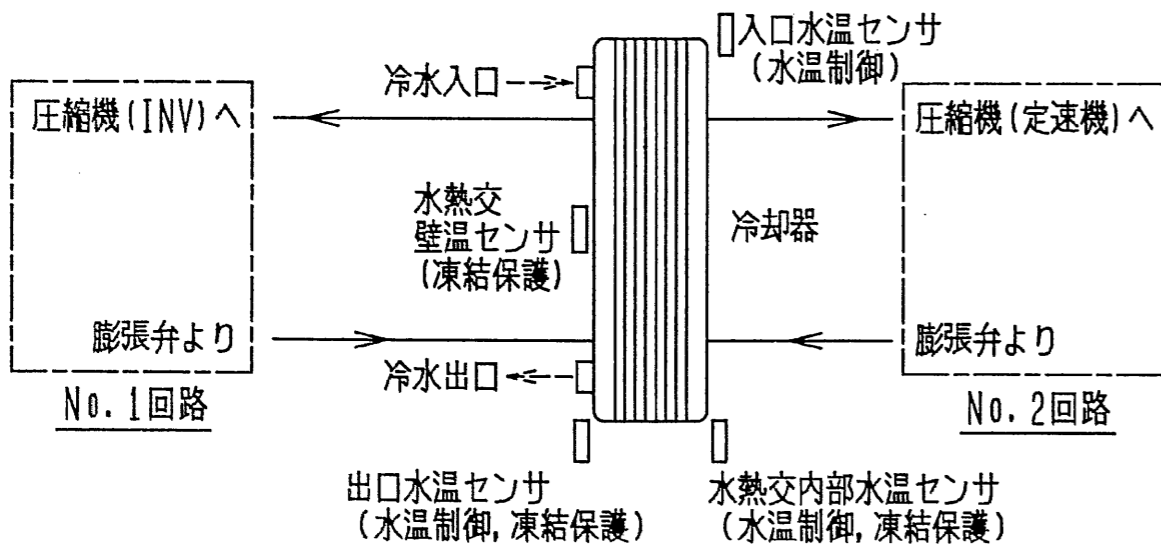 入口水温センサ
(水温制御)
冷水入口
圧縮機(INV)へ
圧縮機(定速機)へ
水熱交
壁温センサ
(凍結保護)
冷却器
膨張弁より
膨張弁より
冷水出口
No.1回路
No.2回路
出口水温センサ
(水温制御,凍結保護)
水熱交内部水温センサ
(水温制御,凍結保護)